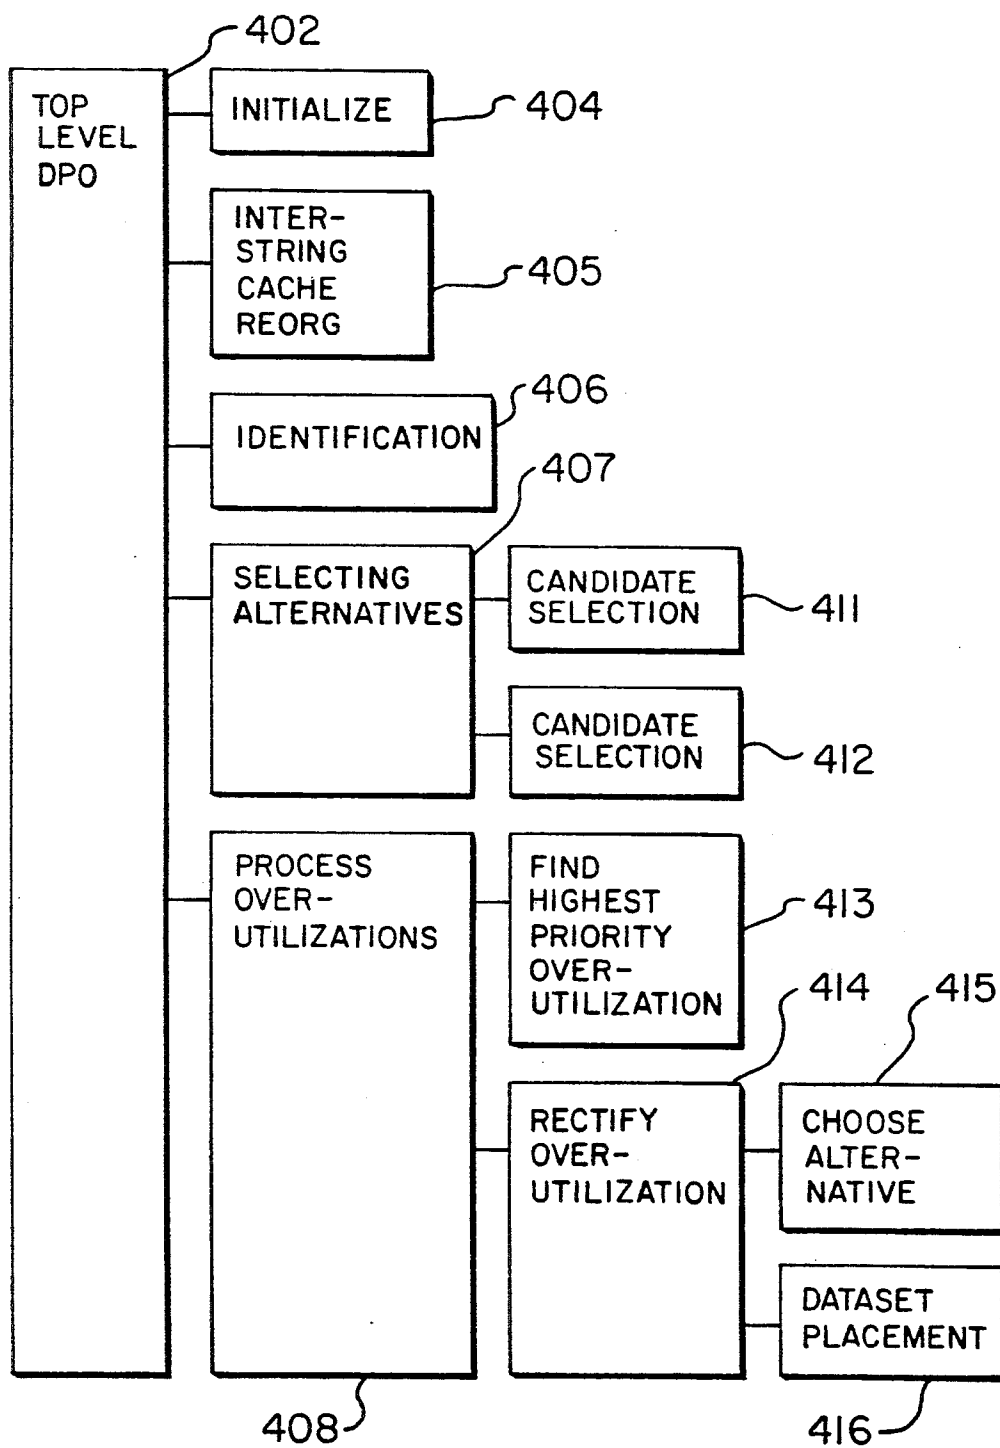 402
TOP
LEVEL
DPO
INITIALIZE
404
INTER-
STRING
CACHE
REORG
405
406
IDENTIFICATION
407
SELECTING
ALTERNATIVES
CANDIDATE
SELECTION
411
CANDIDATE
SELECTION
412
PROCESS
OVER-
UTILIZATIONS
FIND
HIGHEST
PRIORITY
OVER-
UTILIZATION
413
414
415
RECTIFY
OVER-
UTILIZATION
CHOOSE
ALTER-
NATIVE
DATASET
PLACEMENT
408
416